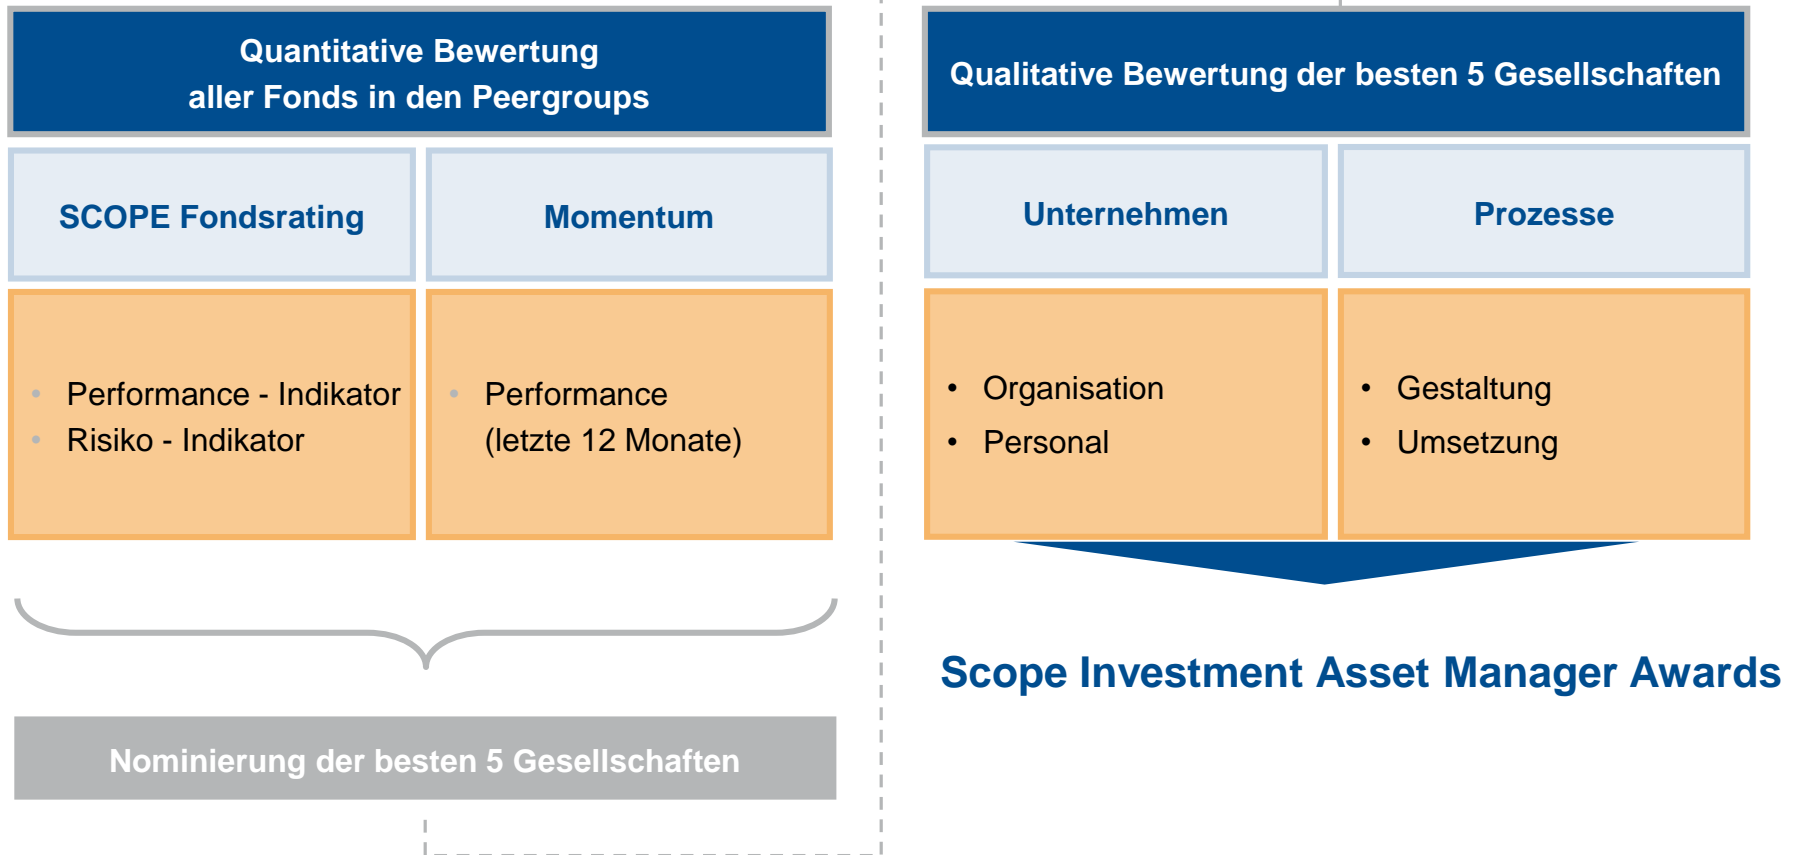 Quantitative Bewertung
aller Fonds in den Peergroups
SCOPE Fondsrating
Momentum
• Performance - Indikator
• Risiko - Indikator
• Performance
(letzte 12 Monate)
Nominierung der besten 5 Gesellschaften
Qualitative Bewertung der besten 5 Gesellschaften
Unternehmen
Prozesse
• Organisation
• Personal
• Gestaltung
• Umsetzung
Scope Investment Asset Manager Awards